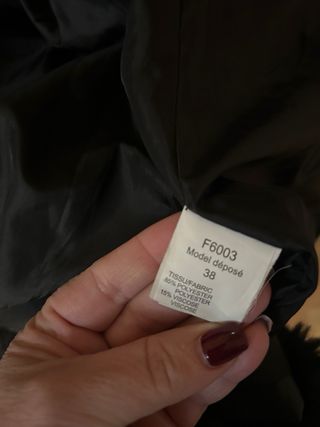 F6003
Model déposé
38
TISSU/FABRIC
85% POLYESTER
POLYESTER
15% VISCOSE
VISCOSE